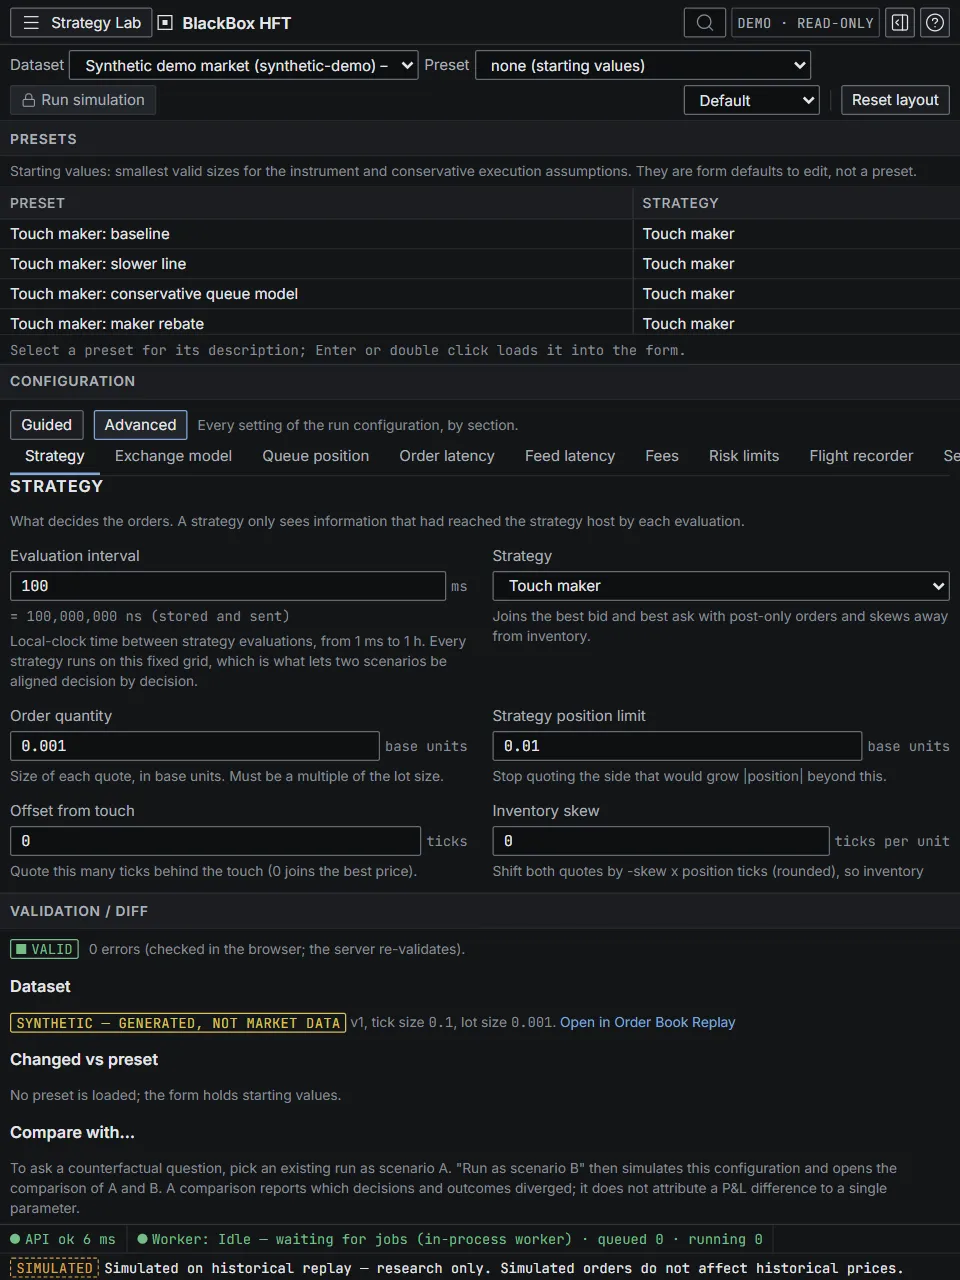 Strategy Lab BlackBox HFT DEMO · READ-ONLY
Dataset Synthetic demo market (synthetic-demo) – Preset none (starting values)
Run simulation Default Reset layout
PRESETS
Starting values: smallest valid sizes for the instrument and conservative execution assumptions. They are form defaults to edit, not a preset.
PRESET STRATEGY
Touch maker: baseline Touch maker
Touch maker: slower line Touch maker
Touch maker: conservative queue model Touch maker
Touch maker: maker rebate Touch maker
Select a preset for its description; Enter or double click loads it into the form.
CONFIGURATION
Guided Advanced Every setting of the run configuration, by section.
Strategy Exchange model Queue position Order latency Feed latency Fees Risk limits Flight recorder Se
STRATEGY
What decides the orders. A strategy only sees information that had reached the strategy host by each evaluation.
Evaluation interval Strategy
100 ms Touch maker
= 100,000,000 ns (stored and sent) Joins the best bid and best ask with post-only orders and skews away
from inventory.
Local-clock time between strategy evaluations, from 1 ms to 1 h. Every
strategy runs on this fixed grid, which is what lets two scenarios be
aligned decision by decision.
Order quantity Strategy position limit
0.001 base units 0.01 base units
Size of each quote, in base units. Must be a multiple of the lot size. Stop quoting the side that would grow |position| beyond this.
Offset from touch Inventory skew
0 ticks 0 ticks per unit
Quote this many ticks behind the touch (0 joins the best price). Shift both quotes by -skew x position ticks (rounded), so inventory
VALIDATION / DIFF
VALID 0 errors (checked in the browser; the server re-validates).
Dataset
SYNTHETIC — GENERATED, NOT MARKET DATA v1, tick size 0.1, lot size 0.001. Open in Order Book Replay
Changed vs preset
No preset is loaded; the form holds starting values.
Compare with...
To ask a counterfactual question, pick an existing run as scenario A. "Run as scenario B" then simulates this configuration and opens the
comparison of A and B. A comparison reports which decisions and outcomes diverged; it does not attribute a P&L difference to a single
parameter.
API ok 6 ms Worker: Idle — waiting for jobs (in-process worker) · queued 0 · running 0
SIMULATED Simulated on historical replay — research only. Simulated orders do not affect historical prices.